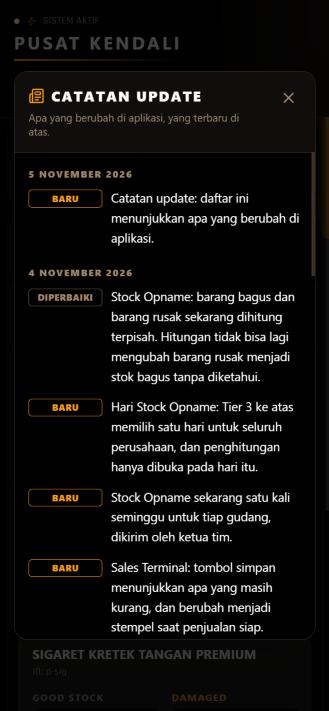 SISTEM AKTIF
PUSAT KENDALI
CATATAN UPDATE
Apa yang berubah di aplikasi, yang terbaru di
atas.
5 NOVEMBER 2026
BARU
Catatan update: daftar ini
menunjukkan apa yang berubah di
aplikasi.
4 NOVEMBER 2026
DIPERBAIKI
Stock Opname: barang bagus dan
barang rusak sekarang dihitung
terpisah. Hitungan tidak bisa lagi
mengubah barang rusak menjadi
stok bagus tanpa diketahui.
BARU
Hari Stock Opname: Tier 3 ke atas
memilih satu hari untuk seluruh
perusahaan, dan penghitungan
hanya dibuka pada hari itu.
BARU
Stock Opname sekarang satu kali
seminggu untuk tiap gudang,
dikirim oleh ketua tim.
BARU
Sales Terminal: tombol simpan
menunjukkan apa yang masih
kurang, dan berubah menjadi
stempel saat penjualan siap.
SIGARET KRETEK TANGAN PREMIUM
ID: p-sig
GOOD STOCK
DAMAGED